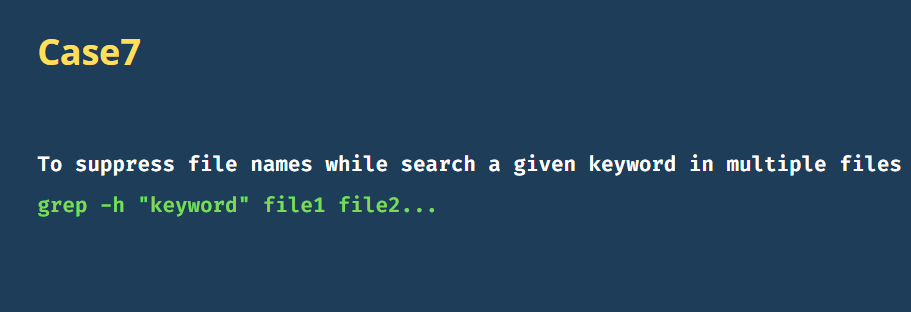 Case7
To suppress file names while search a given keyword in multiple files
grep -h "keyword" file1 file2...